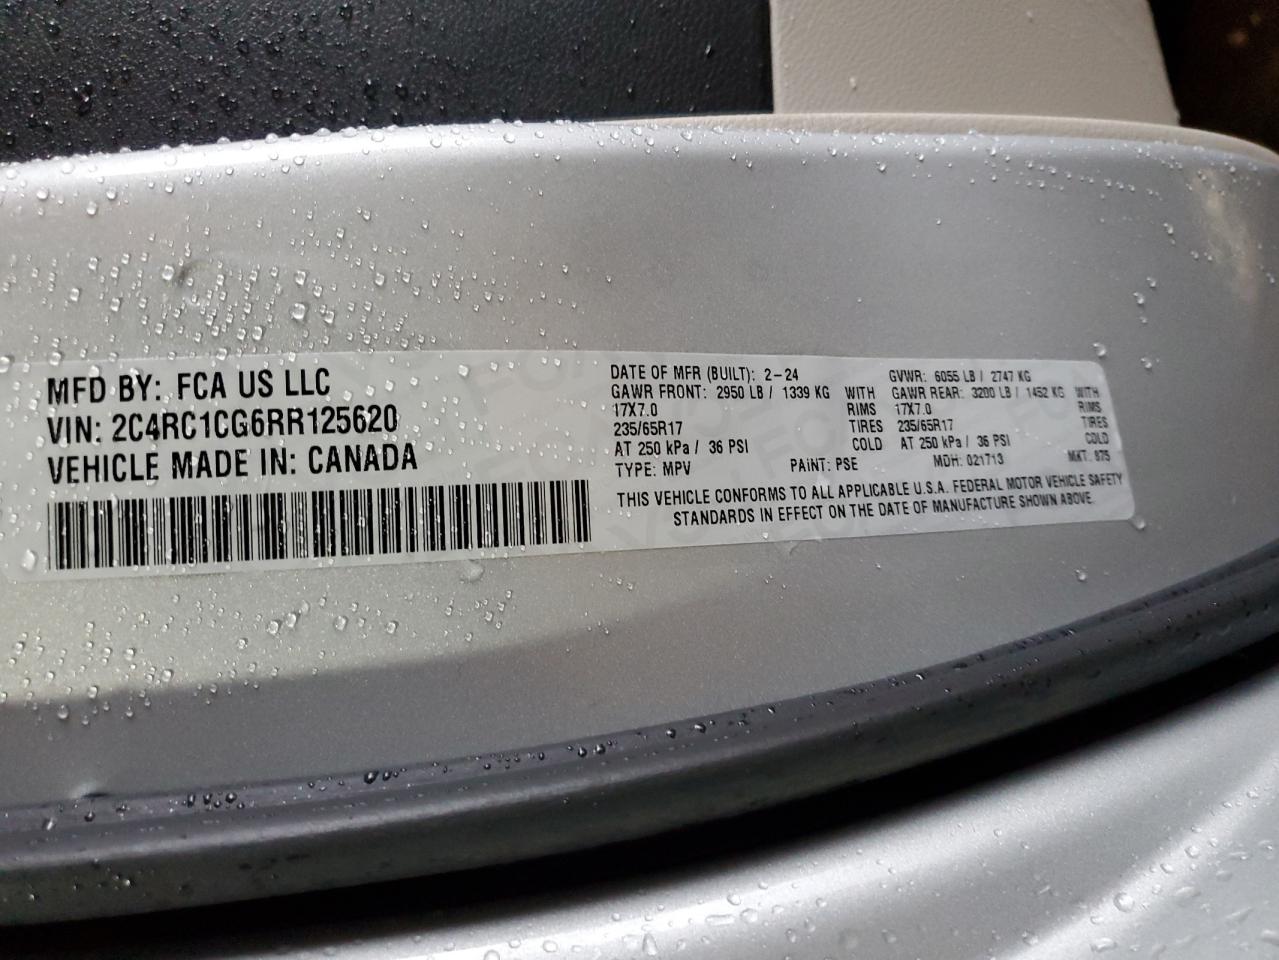 MFD BY: FCA US LLC
VIN: 2C4RC1CG6RR125620
VEHICLE MADE IN: CANADA
DATE OF MFR (BUILT): 2-24 GVWR: 6055 LB / 2747 KG
GAWR FRONT: 2950 LB / 1339 KG WITH GAWR REAR: 3200 LB / 1452 KG WITH
17X7.0 RIMS 17X7.0 RIMS
235/65R17 TIRES 235/65R17 TIRES
AT 250 kPa / 36 PSI COLD AT 250 kPa / 36 PSI COLD
TYPE: MPV PAINT: PSE MDH: 021713 MKT: 875
THIS VEHICLE CONFORMS TO ALL APPLICABLE U.S.A. FEDERAL MOTOR VEHICLE SAFETY
STANDARDS IN EFFECT ON THE DATE OF MANUFACTURE SHOWN ABOVE.